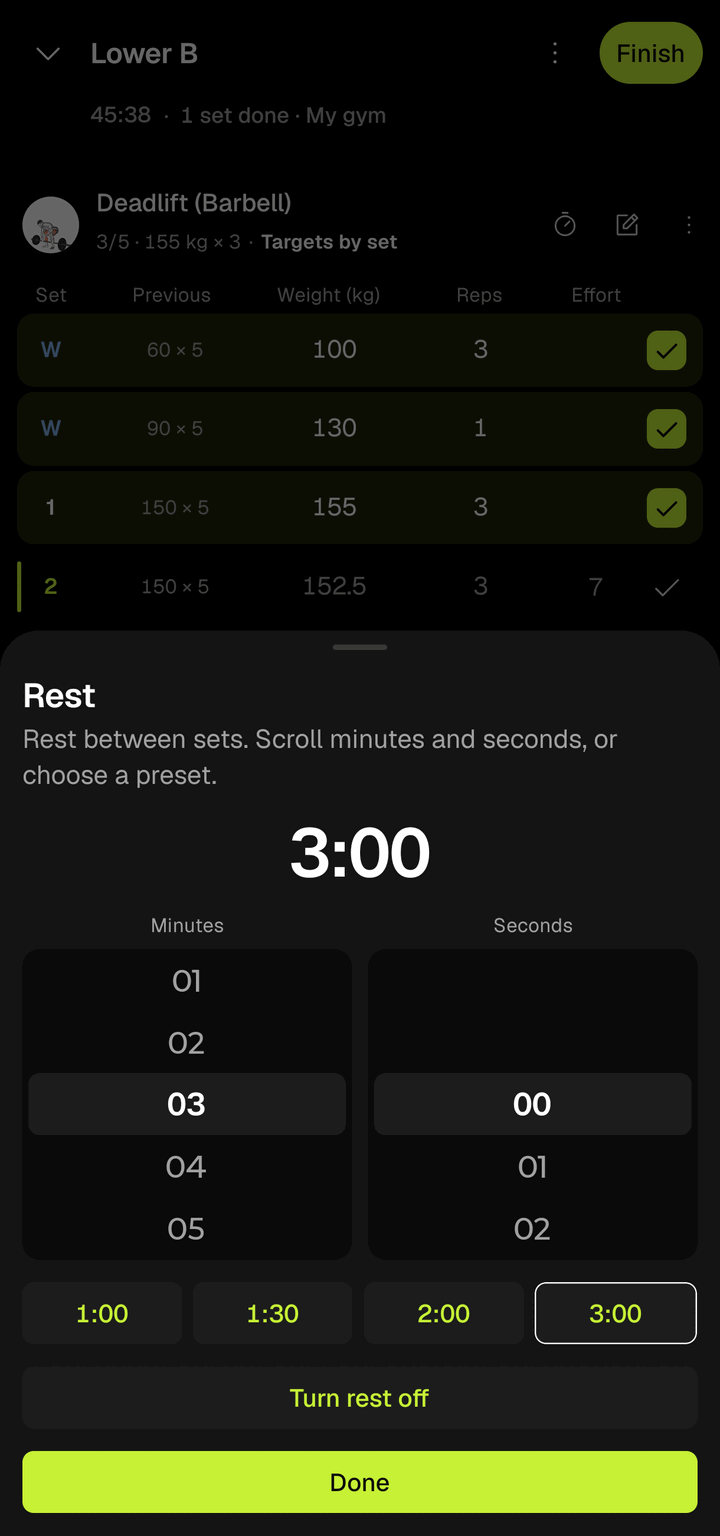 Lower B
Finish
45:38 · 1 set done · My gym
Deadlift (Barbell)
3/5 · 155 kg × 3 · Targets by set
Set Previous Weight (kg) Reps Effort
W 60 × 5 100 3
W 90 × 5 130 1
1 150 × 5 155 3
2 150 × 5 152.5 3 7
Rest
Rest between sets. Scroll minutes and seconds, or
choose a preset.
3:00
Minutes Seconds
01
02
03 00
04 01
05 02
1:00 1:30 2:00 3:00
Turn rest off
Done